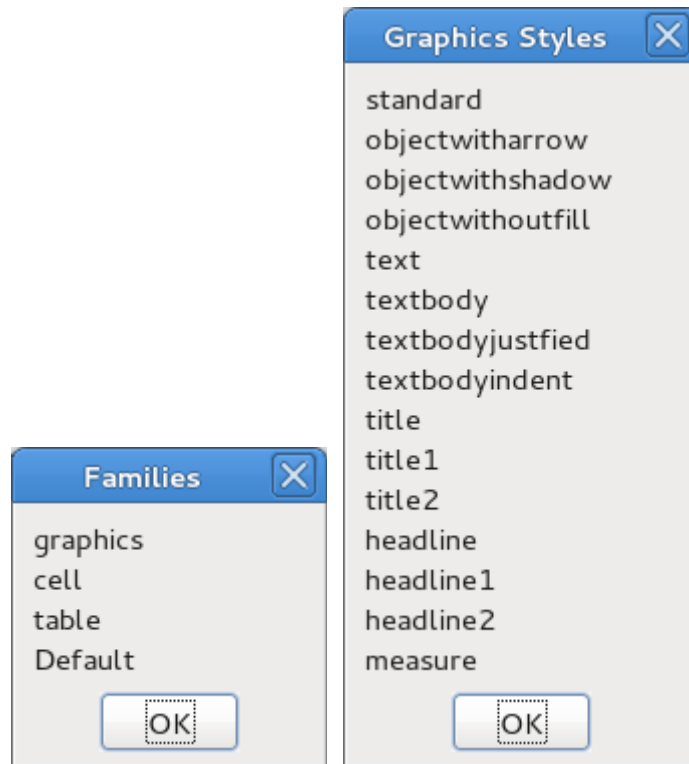 Families
graphics
cell
table
Default
OK
Graphics Styles
standard
objectwitharrow
objectwithshadow
objectwithoutfill
text
textbody
textbodyjustfied
textbodyindent
title
title1
title2
headline
headline1
headline2
measure
OK